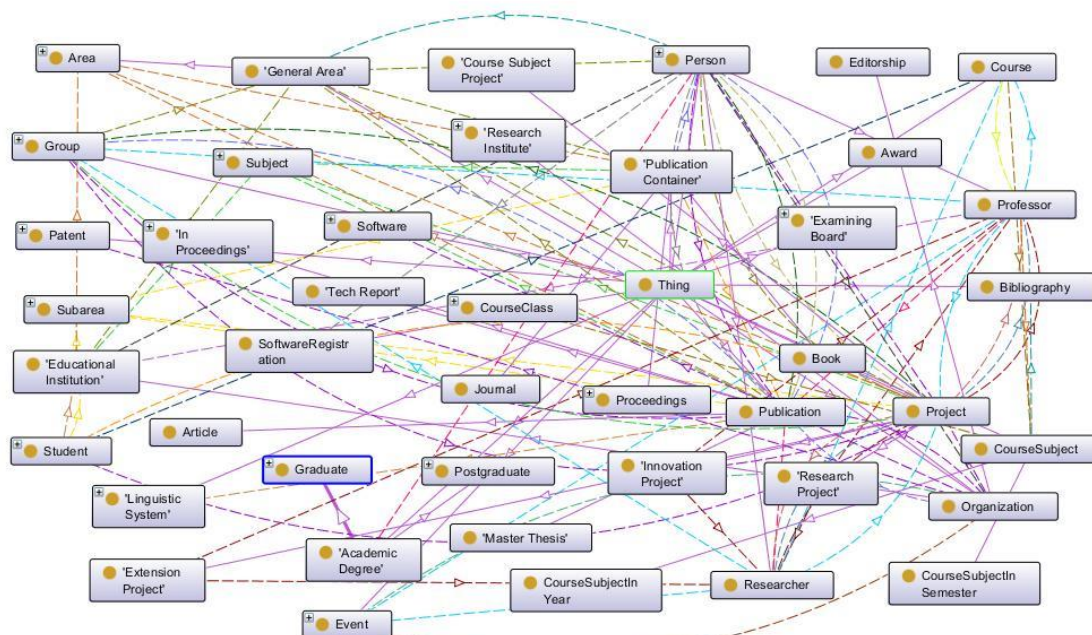 Area
'General Area'
'Course Subject
Project'
Person
Editorship
Course
Group
Subject
'Research
Institute'
'Publication
Container'
Award
Professor
Patent
'In
Proceedings'
Software
'Examining
Board'
Thing
Bibliography
Subarea
'Tech Report'
CourseClass
'Educational
Institution'
SoftwareRegistr
ation
Book
Journal
Proceedings
Publication
Project
Student
Article
CourseSubject
Graduate
Postgraduate
'Innovation
Project'
'Research
Project'
Organization
'Linguistic
System'
'Master Thesis'
'Academic
Degree'
'Extension
Project'
CourseSubjectIn
Year
Researcher
CourseSubjectIn
Semester
Event